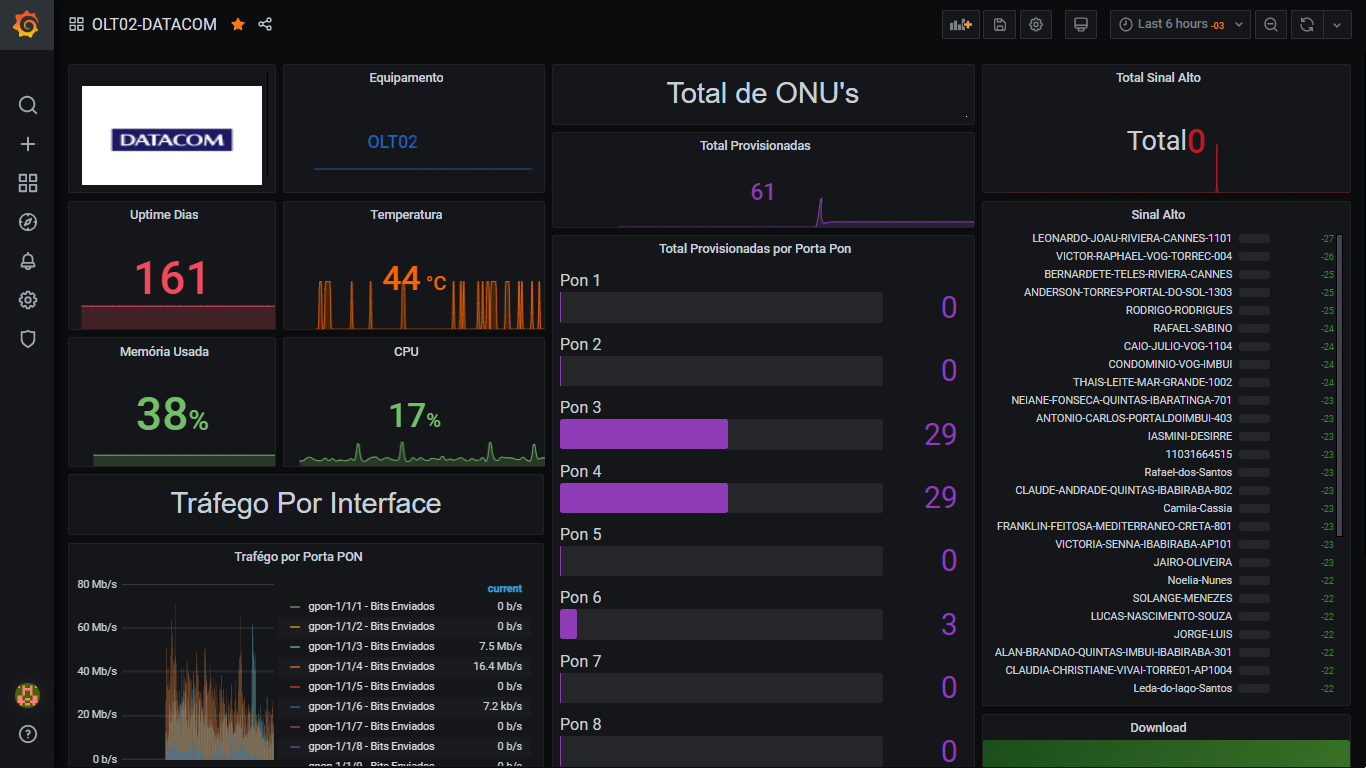 OLT02-DATACOM
Last 6 hours -03
DATACOM
Equipamento
OLT02
Uptime Dias
161
Temperatura
44 °C
Memória Usada
38%
CPU
17%
Tráfego Por Interface
Trafégo por Porta PON
80 Mb/s
60 Mb/s
40 Mb/s
20 Mb/s
0 b/s
current
gpon-1/1/1 - Bits Enviados 0 b/s
gpon-1/1/2 - Bits Enviados 0 b/s
gpon-1/1/3 - Bits Enviados 7.5 Mb/s
gpon-1/1/4 - Bits Enviados 16.4 Mb/s
gpon-1/1/5 - Bits Enviados 0 b/s
gpon-1/1/6 - Bits Enviados 7.2 kb/s
gpon-1/1/7 - Bits Enviados 0 b/s
gpon-1/1/8 - Bits Enviados 0 b/s
gpon-1/1/9 - Bits Enviados 0 b/s
Total de ONU's
Total Provisionadas
61
Total Provisionadas por Porta Pon
Pon 1
0
Pon 2
0
Pon 3
29
Pon 4
29
Pon 5
0
Pon 6
3
Pon 7
0
Pon 8
0
Total Sinal Alto
Total0
Sinal Alto
LEONARDO-JOAU-RIVIERA-CANNES-1101 -27
VICTOR-RAPHAEL-VOG-TORREC-004 -26
BERNARDETE-TELES-RIVIERA-CANNES -25
ANDERSON-TORRES-PORTAL-DO-SOL-1303 -25
RODRIGO-RODRIGUES -25
RAFAEL-SABINO -24
CAIO-JULIO-VOG-1104 -24
CONDOMINIO-VOG-IMBUI -24
THAIS-LEITE-MAR-GRANDE-1002 -24
NEIANE-FONSECA-QUINTAS-IBARATINGA-701 -23
ANTONIO-CARLOS-PORTALDOIMBUI-403 -23
IASMINI-DESIRRE -23
11031664515 -23
Rafael-dos-Santos -23
CLAUDE-ANDRADE-QUINTAS-IBABIRABA-802 -23
Camila-Cassia -23
FRANKLIN-FEITOSA-MEDITERRANEO-CRETA-801 -23
VICTORIA-SENNA-IBABIRABA-AP101 -23
JAIRO-OLIVEIRA -23
Noelia-Nunes -22
SOLANGE-MENEZES -22
LUCAS-NASCIMENTO-SOUZA -22
JORGE-LUIS -22
ALAN-BRANDAO-QUINTAS-IMBUI-IBABIRABA-301 -22
CLAUDIA-CHRISTIANE-VIVAI-TORRE01-AP1004 -22
Leda-do-lago-Santos -22
Download